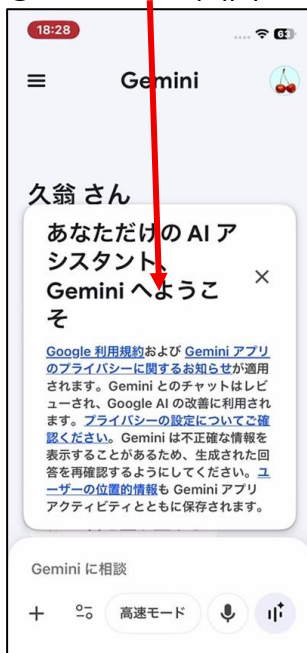 18:28
Gemini
久翁 さん
あなただけの AI ア
シスタント、
Gemini へようこ
そ
Google 利用規約および Gemini アプリ
のプライバシーに関するお知らせが適用
されます。Gemini とのチャットはレビ
ューされ、Google AI の改善に利用され
ます。プライバシーの設定についてご確
認ください。Gemini は不正確な情報を
表示することがあるため、生成された回
答を再確認するようにしてください。ユ
ーザーの位置的情報も Gemini アプリ
アクティビティとともに保存されます。
Gemini に相談
高速モード